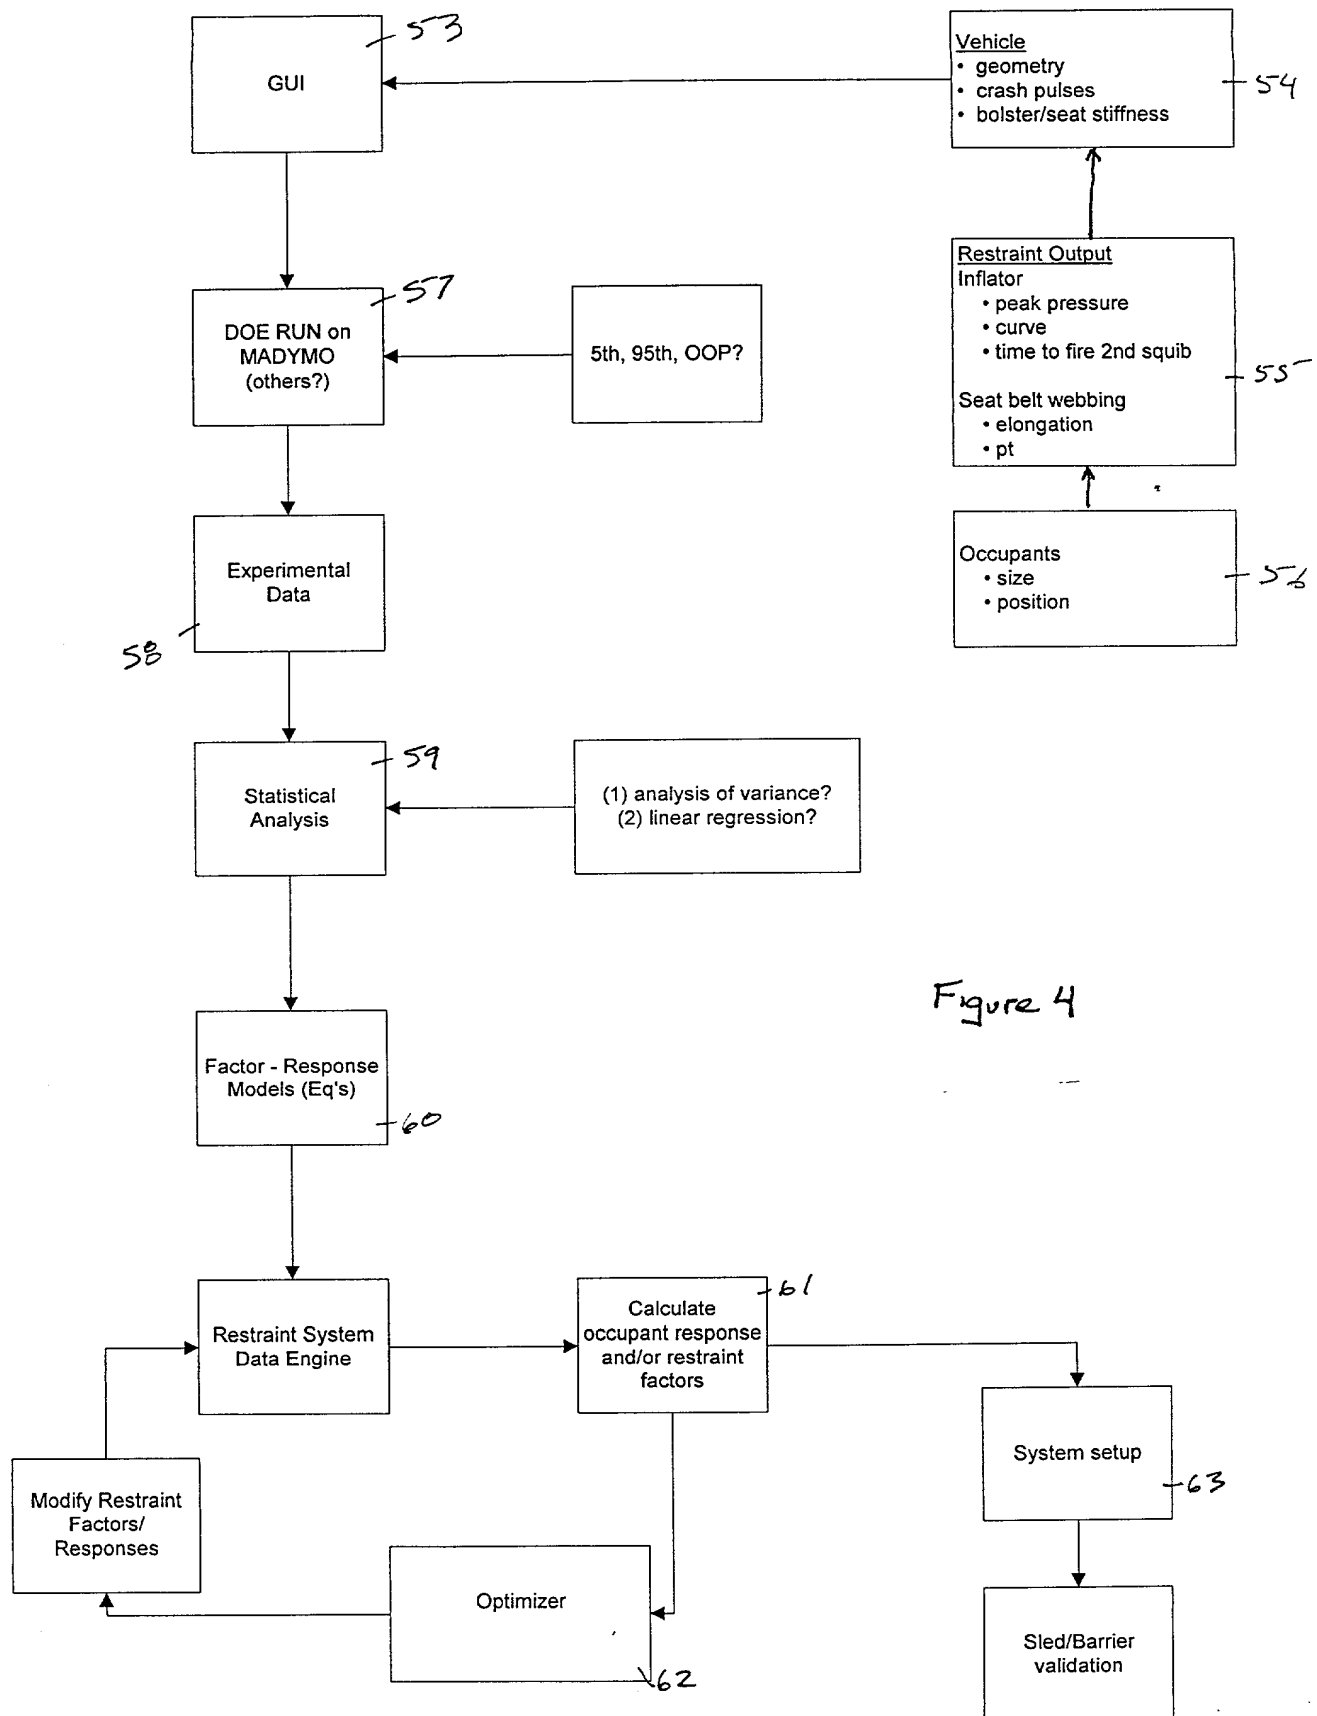 53
GUI
Vehicle
• geometry
• crash pulses
• bolster/seat stiffness
54
57
DOE RUN on
MADYMO
(others?)
5th, 95th, OOP?
Restraint Output
Inflator
• peak pressure
• curve
• time to fire 2nd squib
Seat belt webbing
• elongation
• pt
55
Experimental
Data
58
Occupants
• size
• position
56
59
Statistical
Analysis
(1) analysis of variance?
(2) linear regression?
Figure 4
Factor - Response
Models (Eq's)
60
Restraint System
Data Engine
61
Calculate
occupant response
and/or restraint
factors
System setup
63
Modify Restraint
Factors/
Responses
Optimizer
62
Sled/Barrier
validation